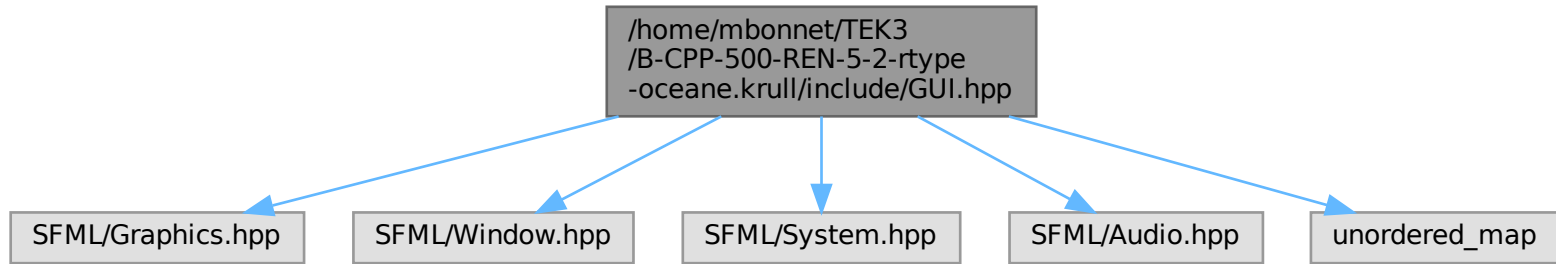 /home/mbonnet/TEK3
/B-CPP-500-REN-5-2-rtype
-oceane.krull/include/GUI.hpp
SFML/Graphics.hpp
SFML/Window.hpp
SFML/System.hpp
SFML/Audio.hpp
unordered_map